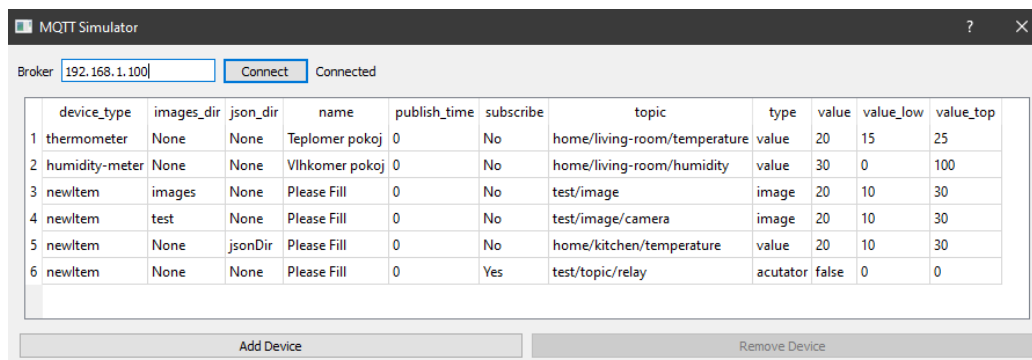 MQTT Simulator ? ×
Broker 192.168.1.100 Connect Connected
device_type images_dir json_dir name publish_time subscribe topic type value value_low value_top
1 thermometer None None Teplomer pokoj 0 No home/living-room/temperature value 20 15 25
2 humidity-meter None None Vlhkomer pokoj 0 No home/living-room/humidity value 30 0 100
3 newItem images None Please Fill 0 No test/image image 20 10 30
4 newItem test None Please Fill 0 No test/image/camera image 20 10 30
5 newItem None jsonDir Please Fill 0 No home/kitchen/temperature value 20 10 30
6 newItem None None Please Fill 0 Yes test/topic/relay acutator false 0 0
Add Device Remove Device